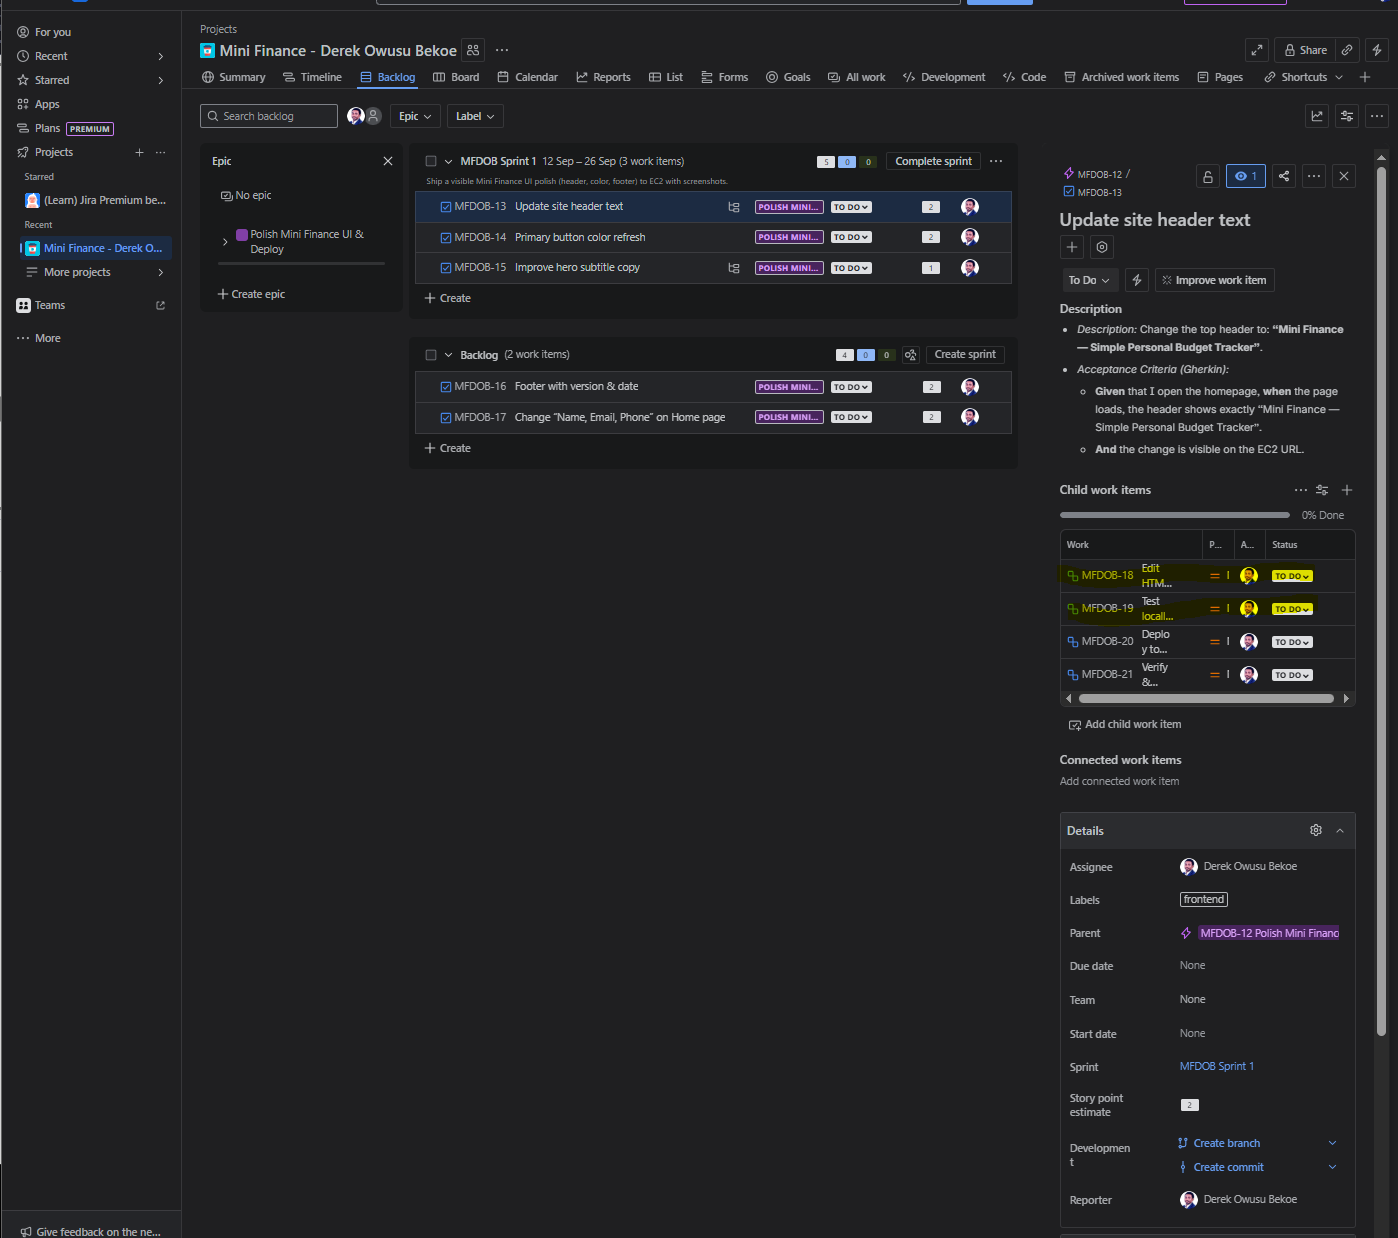 For you
Recent
Starred
Apps
Plans PREMIUM
Projects
Starred
(Learn) Jira Premium be...
Recent
Mini Finance - Derek O...
More projects
Teams
More
Give feedback on the ne...
Projects
Mini Finance - Derek Owusu Bekoe
Share
Summary Timeline Backlog Board Calendar Reports List Forms Goals All work Development Code Archived work items Pages Shortcuts
Search backlog Epic Label
Epic
No epic
Polish Mini Finance UI &
Deploy
Create epic
MFDOB Sprint 1 12 Sep – 26 Sep (3 work items) 5 0 0 Complete sprint
Ship a visible Mini Finance UI polish (header, color, footer) to EC2 with screenshots.
MFDOB-13 Update site header text POLISH MINI... TO DO 2
MFDOB-14 Primary button color refresh POLISH MINI... TO DO 2
MFDOB-15 Improve hero subtitle copy POLISH MINI... TO DO 1
Create
Backlog (2 work items) 4 0 0 Create sprint
MFDOB-16 Footer with version & date POLISH MINI... TO DO 2
MFDOB-17 Change “Name, Email, Phone” on Home page POLISH MINI... TO DO 2
Create
MFDOB-12 /
MFDOB-13
1
Update site header text
To Do Improve work item
Description
Description: Change the top header to: “Mini Finance
— Simple Personal Budget Tracker”.
Acceptance Criteria (Gherkin):
Given that I open the homepage, when the page
loads, the header shows exactly “Mini Finance —
Simple Personal Budget Tracker”.
And the change is visible on the EC2 URL.
Child work items
0% Done
Work P... A... Status
MFDOB-18 Edit
HTM... TO DO
MFDOB-19 Test
locall... TO DO
MFDOB-20 Deplo
y to... TO DO
MFDOB-21 Verify
&... TO DO
Add child work item
Connected work items
Add connected work item
Details
Assignee Derek Owusu Bekoe
Labels frontend
Parent MFDOB-12 Polish Mini Financ
Due date None
Team None
Start date None
Sprint MFDOB Sprint 1
Story point
estimate 2
Developmen
t
Create branch
Create commit
Reporter Derek Owusu Bekoe